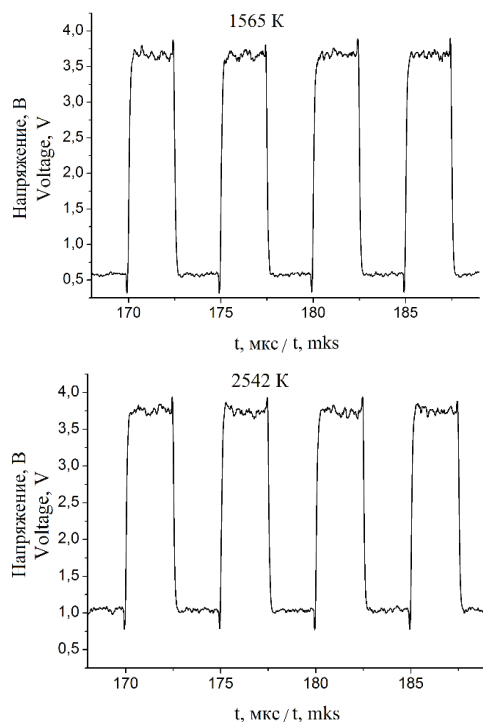 1565 K
4,0
3,5
3,0
2,5
2,0
1,5
1,0
0,5
Напряжение, В
Voltage, V
170 175 180 185
t, мкс / t, mks
2542 K
4,0
3,5
3,0
2,5
2,0
1,5
1,0
0,5
Папряжение, В
Voltage, V
170 175 180 185
t, мкс / t, mks